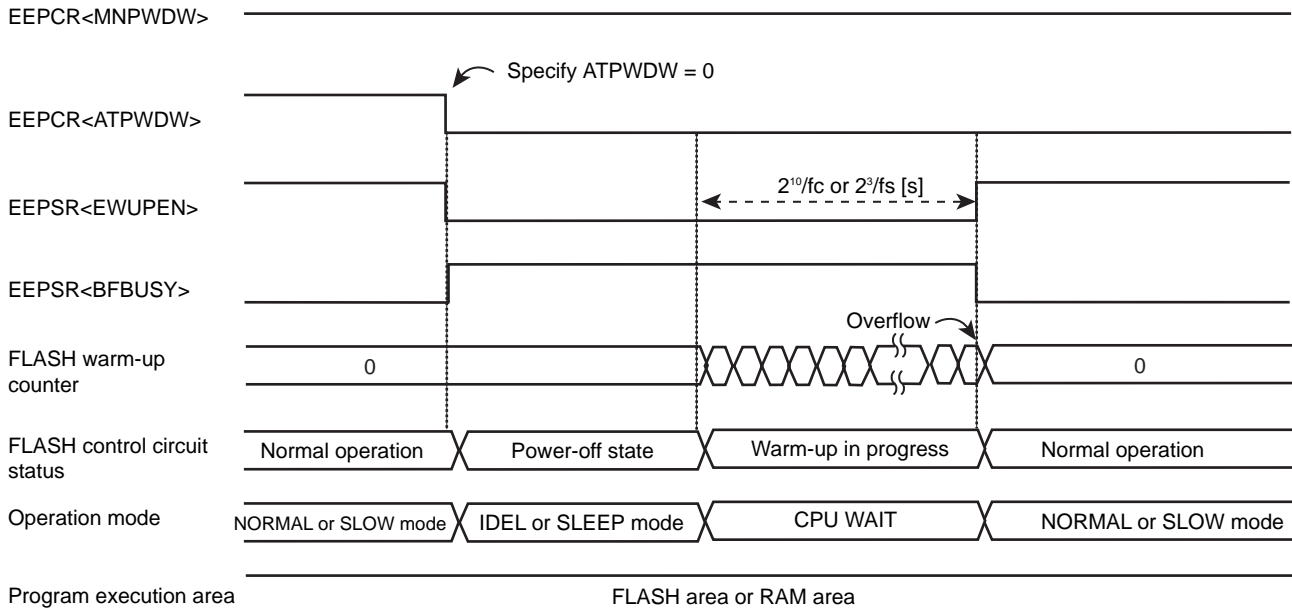 EEPCR<MNPWDW>
Specify ATPWDW = 0
EEPCR<ATPWDW>
2¹⁰/fc or 2³/fs [s]
EEPSR<EWUPEN>
EEPSR<BFBUSY>
Overflow
FLASH warm-up
counter
0
0
FLASH control circuit
status
Normal operation
Power-off state
Warm-up in progress
Normal operation
Operation mode
NORMAL or SLOW mode
IDEL or SLEEP mode
CPU WAIT
NORMAL or SLOW mode
Program execution area
FLASH area or RAM area